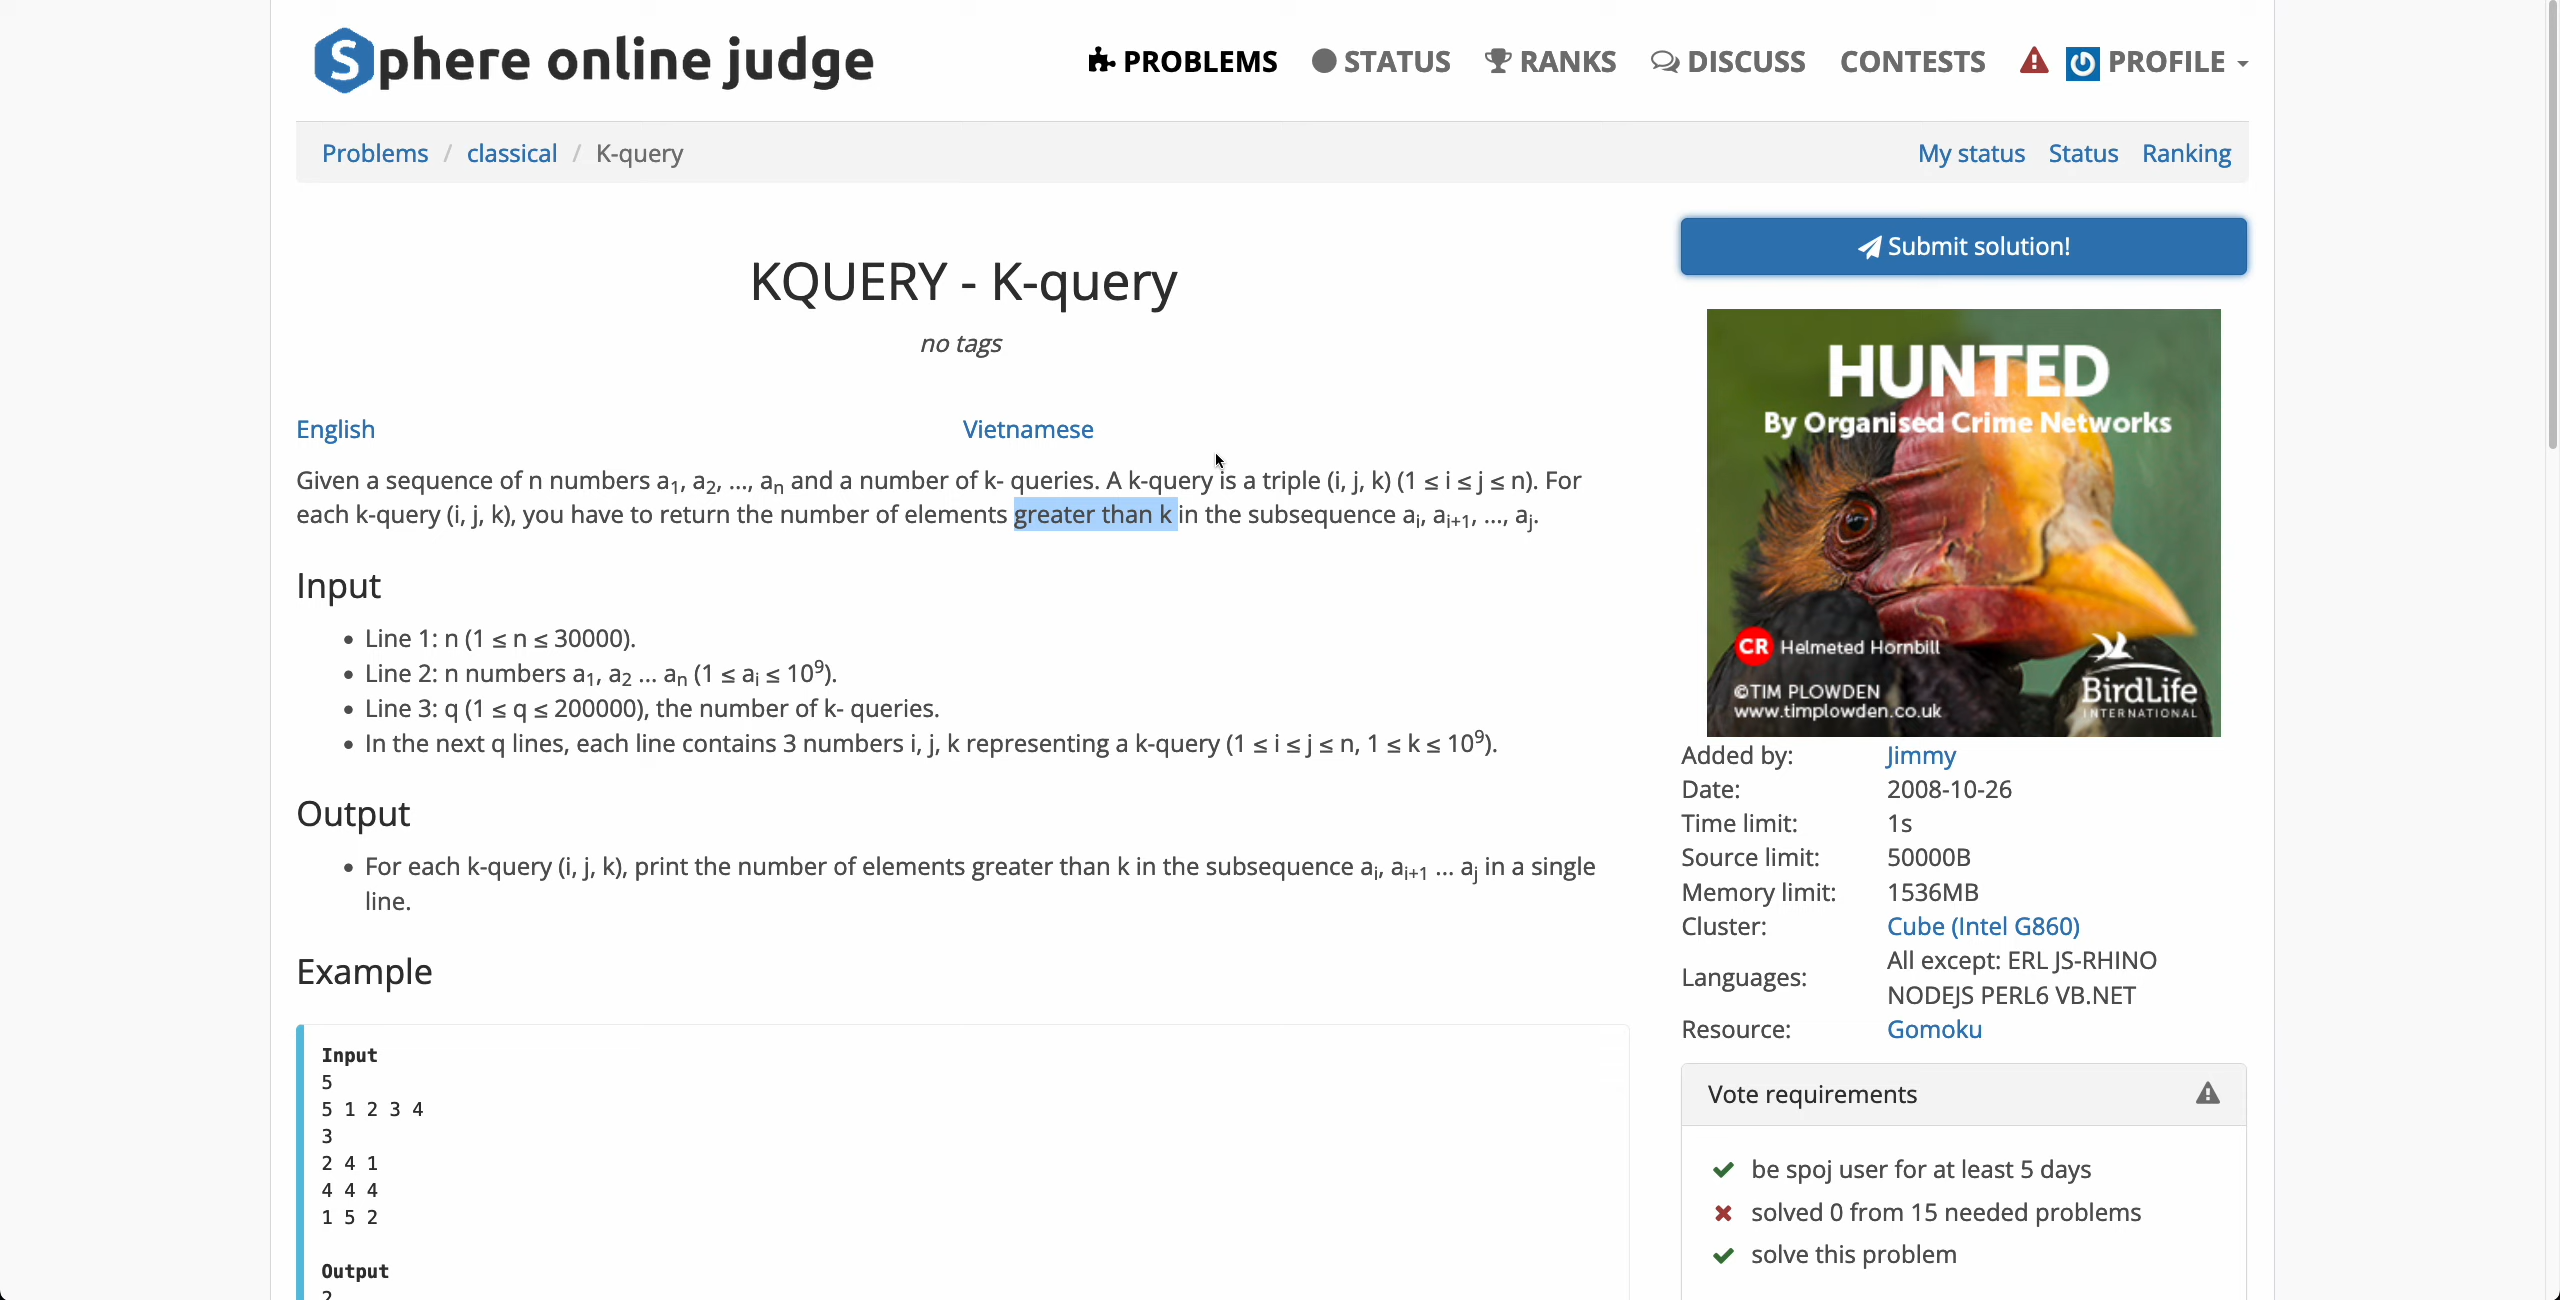 Sphere online judge
PROBLEMS STATUS RANKS DISCUSS CONTESTS PROFILE
Problems / classical / K-query
My status Status Ranking
Submit solution!
KQUERY - K-query
no tags
English Vietnamese
Given a sequence of n numbers a1, a2, ..., an and a number of k- queries. A k-query is a triple (i, j, k) (1 ≤ i ≤ j ≤ n). For
each k-query (i, j, k), you have to return the number of elements greater than k in the subsequence ai, ai+1, ..., aj.
Input
• Line 1: n (1 ≤ n ≤ 30000).
• Line 2: n numbers a1, a2 ... an (1 ≤ ai ≤ 10^9).
• Line 3: q (1 ≤ q ≤ 200000), the number of k- queries.
• In the next q lines, each line contains 3 numbers i, j, k representing a k-query (1 ≤ i ≤ j ≤ n, 1 ≤ k ≤ 10^9).
Output
• For each k-query (i, j, k), print the number of elements greater than k in the subsequence ai, ai+1 ... aj in a single
line.
Example
Input
5
5 1 2 3 4
3
2 4 1
4 4 4
1 5 2
Output
2
HUNTED
By Organised Crime Networks
CR Helmeted Hornbill
©TIM PLOWDEN
www.timplowden.co.uk
BirdLife
INTERNATIONAL
Added by: Jimmy
Date: 2008-10-26
Time limit: 1s
Source limit: 50000B
Memory limit: 1536MB
Cluster: Cube (Intel G860)
Languages: All except: ERL JS-RHINO
NODEJS PERL6 VB.NET
Resource: Gomoku
Vote requirements
be spoj user for at least 5 days
solved 0 from 15 needed problems
solve this problem